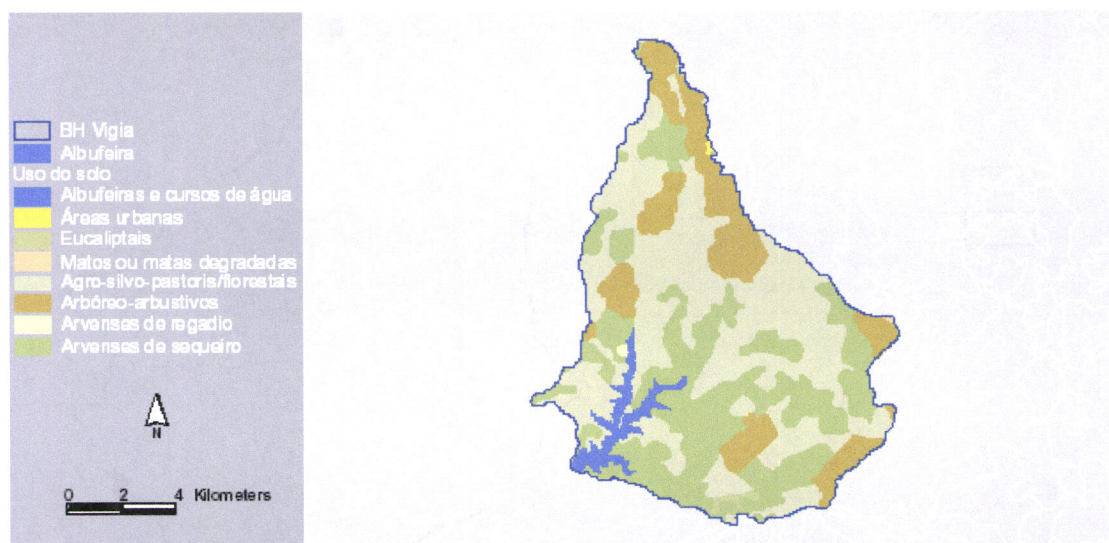 BH Vigia
Albufeira
Uso do solo
Albufeiras e cursos de água
Áreas urbanas
Eucaliptais
Matos ou matas degradadas
Agro-silvo-pastoris/florestais
Arbóreo-arbustivos
Arvenses de regadio
Arvenses de sequeiro
N
0 2 4 Kilometers